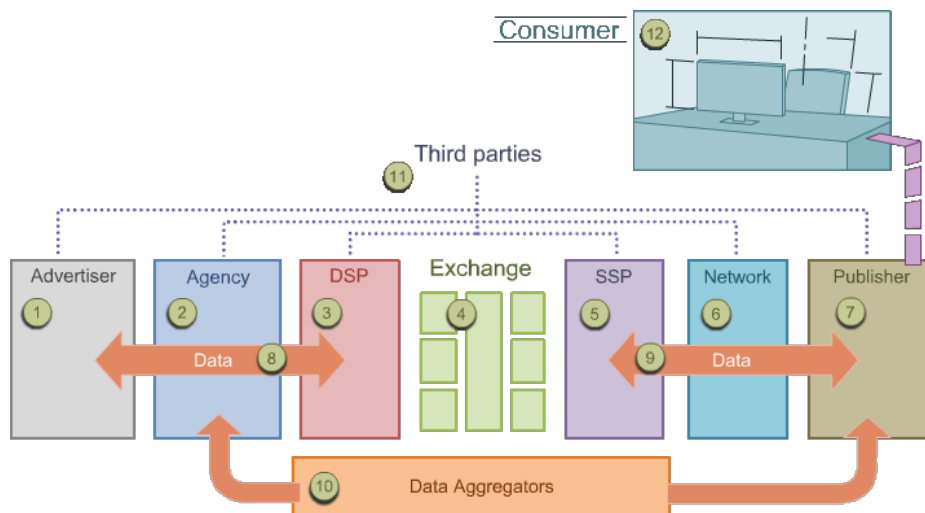 Consumer
12
Third parties
11
Advertiser
Agency
DSP
Exchange
SSP
Network
Publisher
1
2
3
4
5
6
7
Data
8
9
Data
10
Data Aggregators